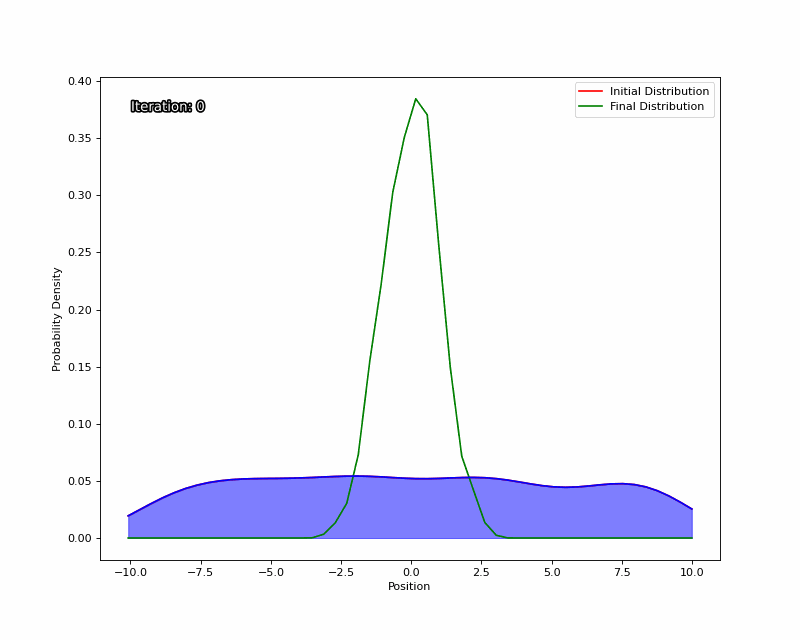 Iteration: 0
Initial Distribution
Final Distribution
0.40
0.35
0.30
0.25
0.20
0.15
0.10
0.05
0.00
Probability Density
−10.0 −7.5 −5.0 −2.5 0.0 2.5 5.0 7.5 10.0
Position